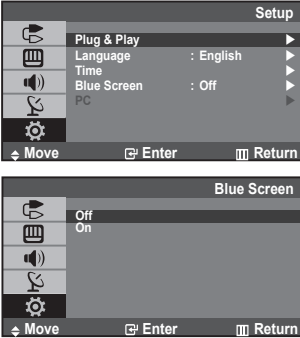 Setup
Plug & Play
Language : English
Time
Blue Screen : Off
PC
Move Enter Return
Blue Screen
Off
On
Move Enter Return